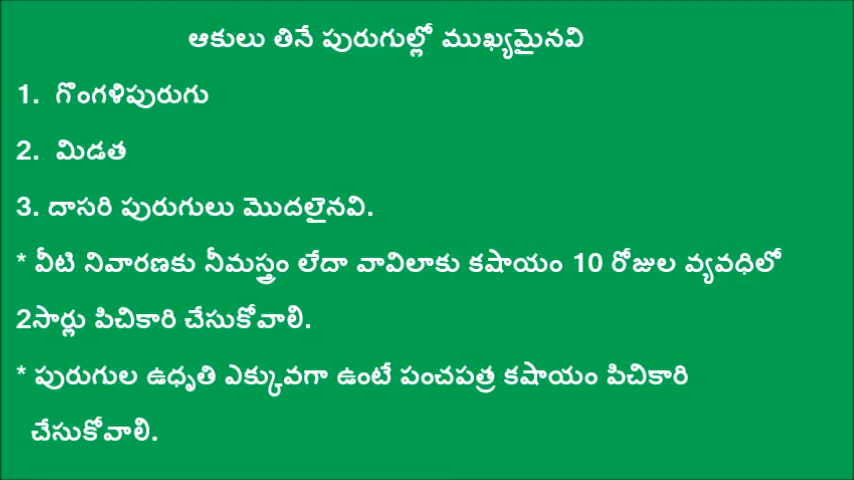 ఆకులు తినే పురుగుల్లో ముఖ్యమైనవి
1. గొంగళిపురుగు
2. మిడత
3. దాసరి పురుగులు మొదలైనవి.
* వీటి నివారణకు నీమస్త్రం లేదా వావిలాకు కషాయం 10 రోజుల వ్యవధిలో
2సార్లు పిచికారి చేసుకోవాలి.
* పురుగుల ఉధృతి ఎక్కువగా ఉంటే పంచపత్ర కషాయం పిచికారి
చేసుకోవాలి.